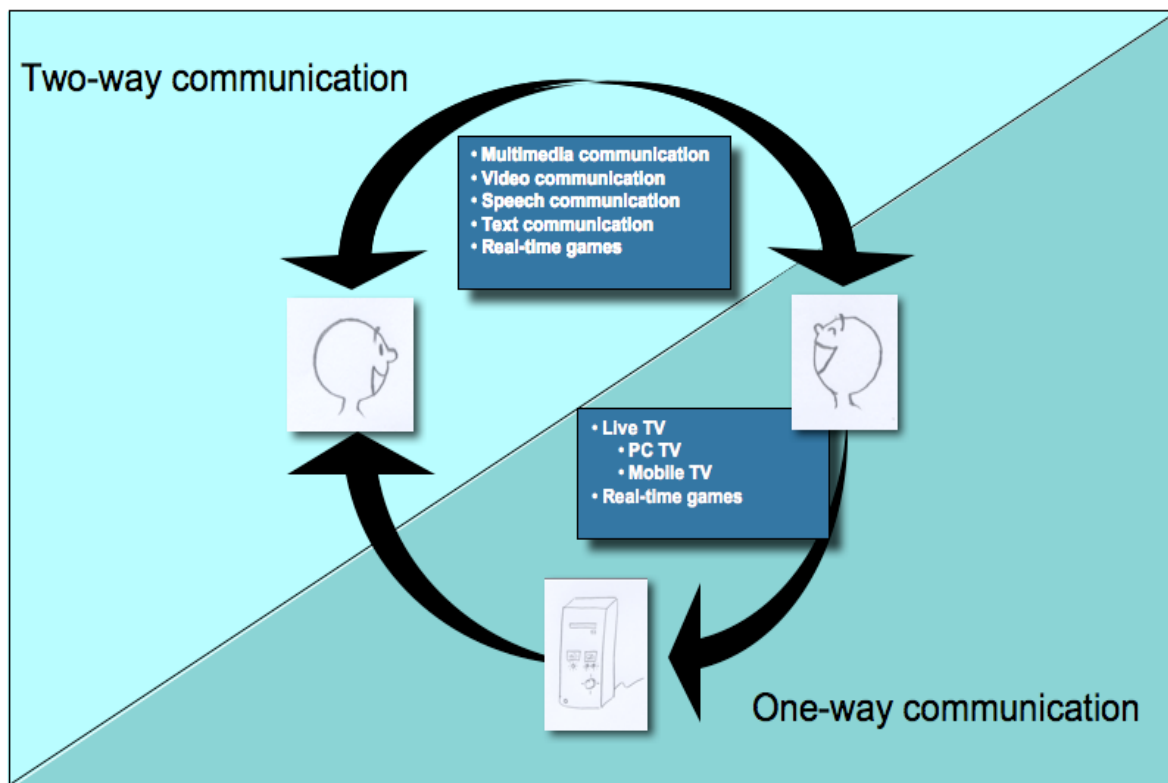 Two-way communication
• Multimedia communication
• Video communication
• Speech communication
• Text communication
• Real-time games
• Live TV
• PC TV
• Mobile TV
• Real-time games
One-way communication